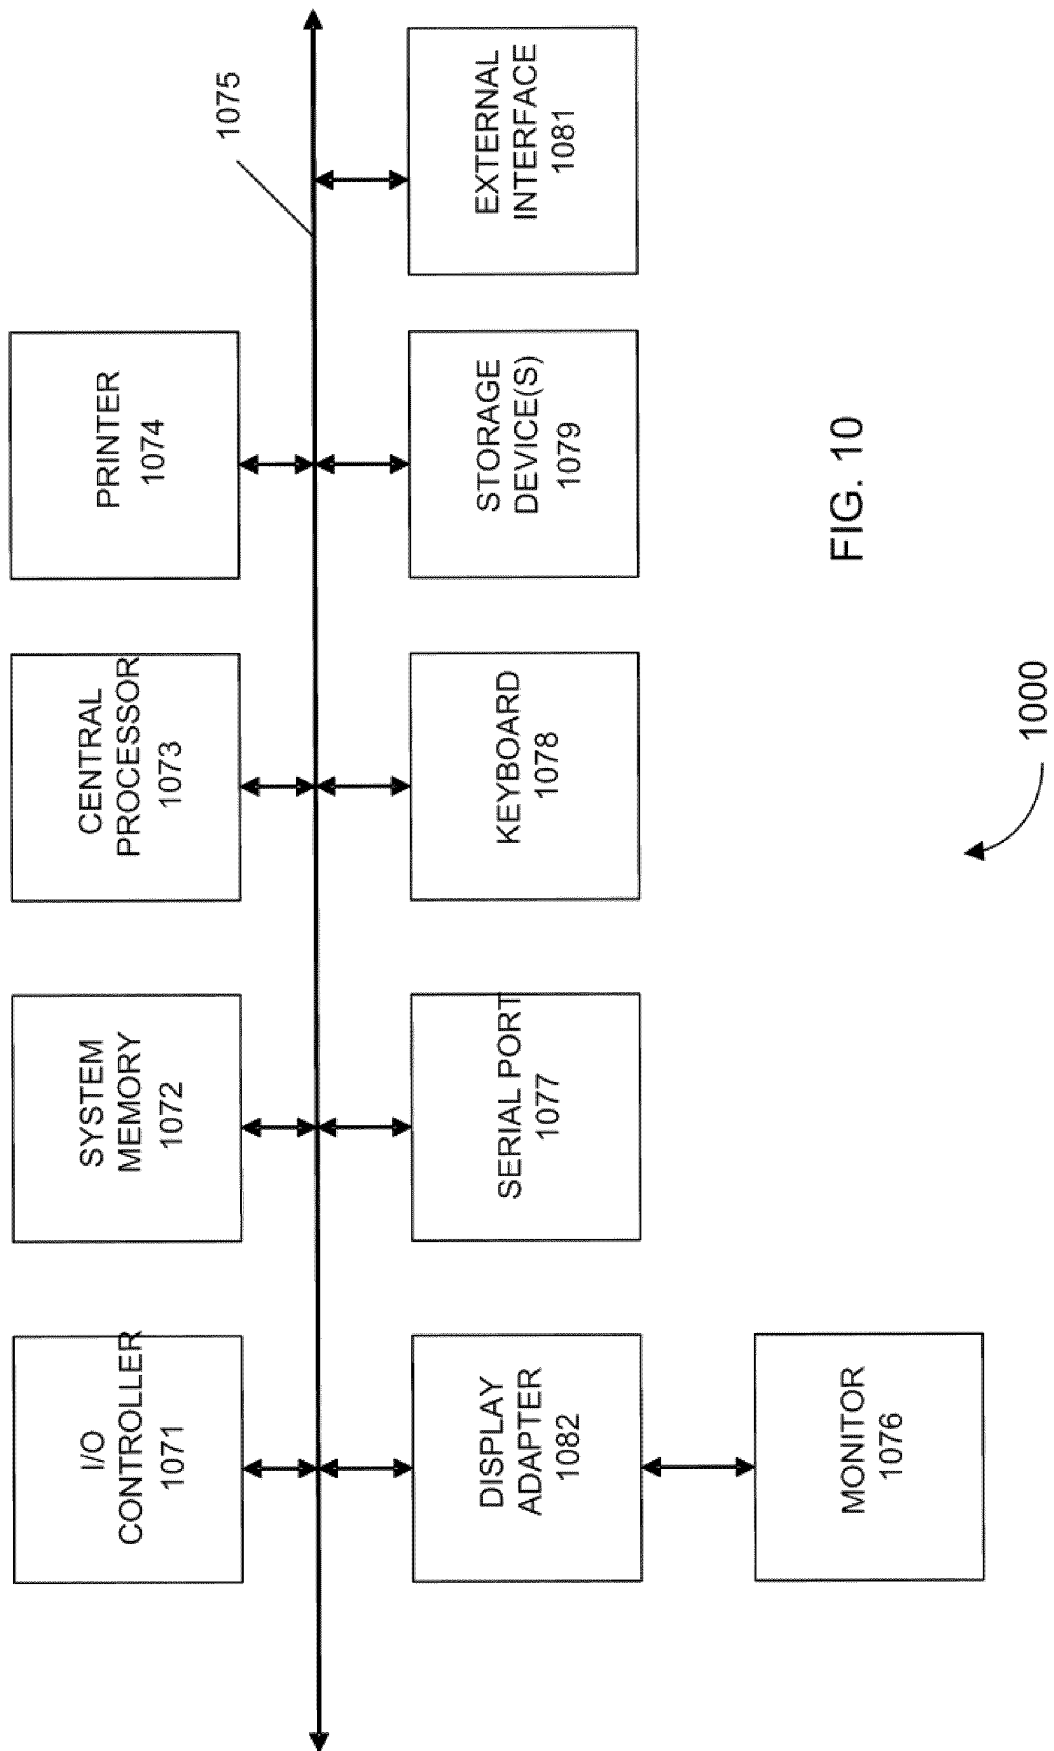 I/O
CONTROLLER
1071
SYSTEM
MEMORY
1072
CENTRAL
PROCESSOR
1073
PRINTER
1074
1075
DISPLAY
ADAPTER
1082
SERIAL PORT
1077
KEYBOARD
1078
STORAGE
DEVICE(S)
1079
EXTERNAL
INTERFACE
1081
MONITOR
1076
FIG. 10
1000